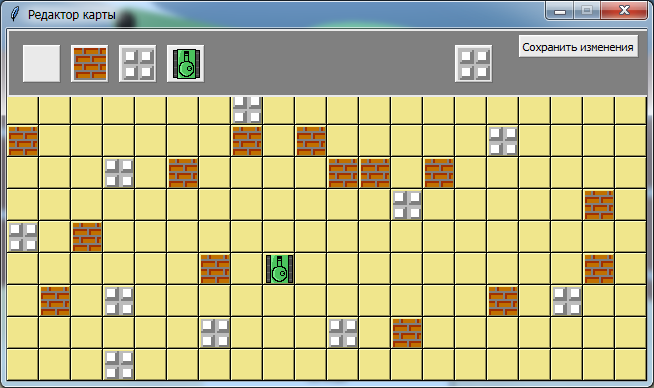 Редактор карты
Сохранить изменения